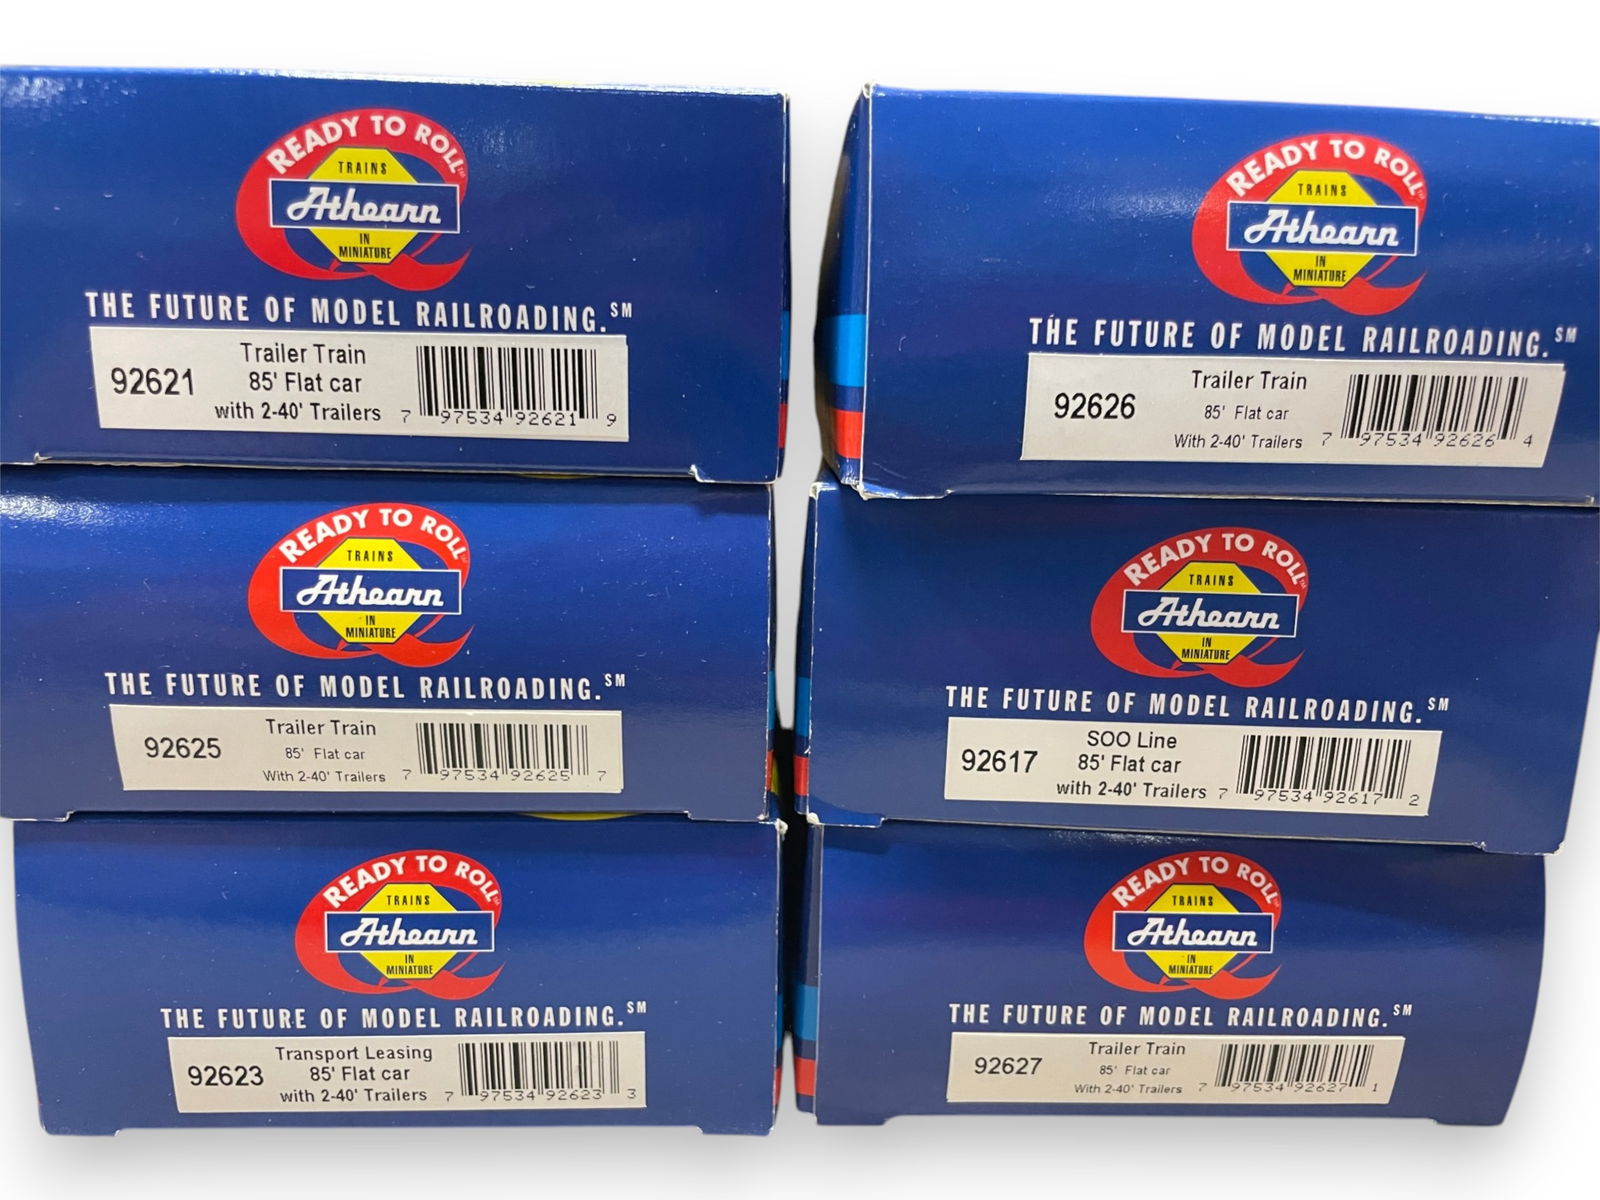 READY TO ROLL™
TRAINS
Athearn
IN
MINIATURE
THE FUTURE OF MODEL RAILROADING.℠
92621
Trailer Train
85' Flat car
with 2-40' Trailers
7 97534 92621 9
READY TO ROLL™
TRAINS
Athearn
IN
MINIATURE
THE FUTURE OF MODEL RAILROADING.℠
92626
Trailer Train
85' Flat car
With 2-40' Trailers
7 97534 92626 4
READY TO ROLL™
TRAINS
Athearn
IN
MINIATURE
THE FUTURE OF MODEL RAILROADING.℠
92625
Trailer Train
85' Flat car
With 2-40' Trailers
7 97534 92625 7
READY TO ROLL™
TRAINS
Athearn
IN
MINIATURE
THE FUTURE OF MODEL RAILROADING.℠
92617
SOO Line
85' Flat car
with 2-40' Trailers
7 97534 92617 2
READY TO ROLL™
TRAINS
Athearn
IN
MINIATURE
THE FUTURE OF MODEL RAILROADING.℠
92623
Transport Leasing
85' Flat car
with 2-40' Trailers
7 97534 92623 3
READY TO ROLL™
TRAINS
Athearn
IN
MINIATURE
THE FUTURE OF MODEL RAILROADING.℠
92627
Trailer Train
85' Flat car
With 2-40' Trailers
7 97534 92627 1